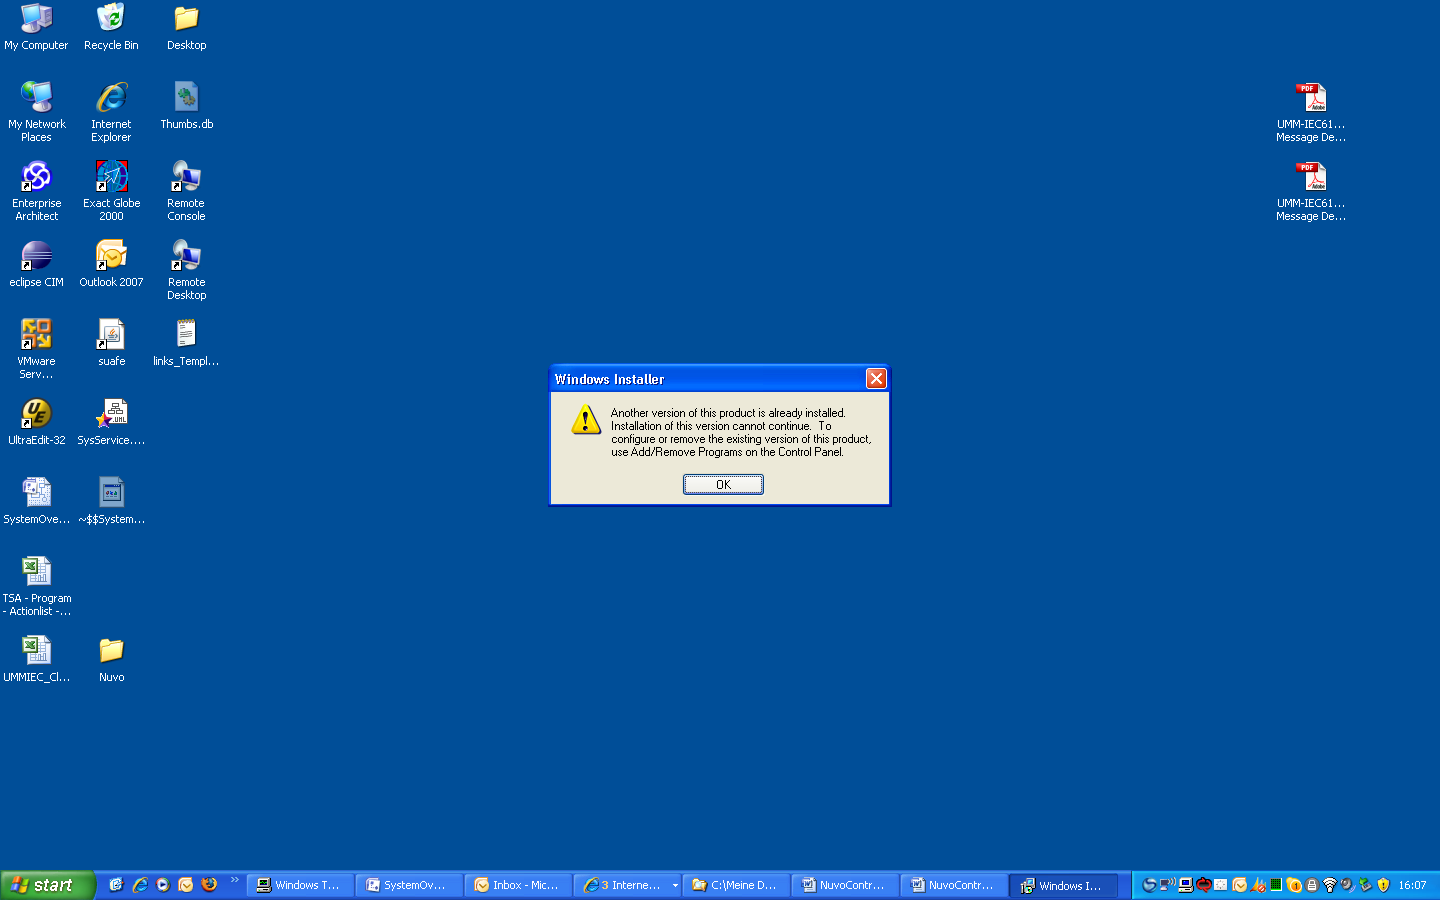 My Computer
Recycle Bin
Desktop
My Network
Places
Internet
Explorer
Thumbs.db
PDF
Adobe
UMM-IEC61...
Message De...
Enterprise
Architect
Exact Globe
2000
Remote
Console
PDF
Adobe
UMM-IEC61...
Message De...
eclipse CIM
Outlook 2007
Remote
Desktop
VMware
Serv...
suafe
links_Templ...
Windows Installer
Another version of this product is already installed.
Installation of this version cannot continue. To
configure or remove the existing version of this product,
use Add/Remove Programs on the Control Panel.
OK
UltraEdit-32
UML
SysService....
SystemOve...
~$$System...
TSA - Program
- Actionlist -...
UMMIEC_Cl...
Nuvo
start
Windows T...
SystemOv...
Inbox - Mic...
3 Interne...
C:\Meine D...
NuvoContr...
NuvoContr...
Windows I...
16:07